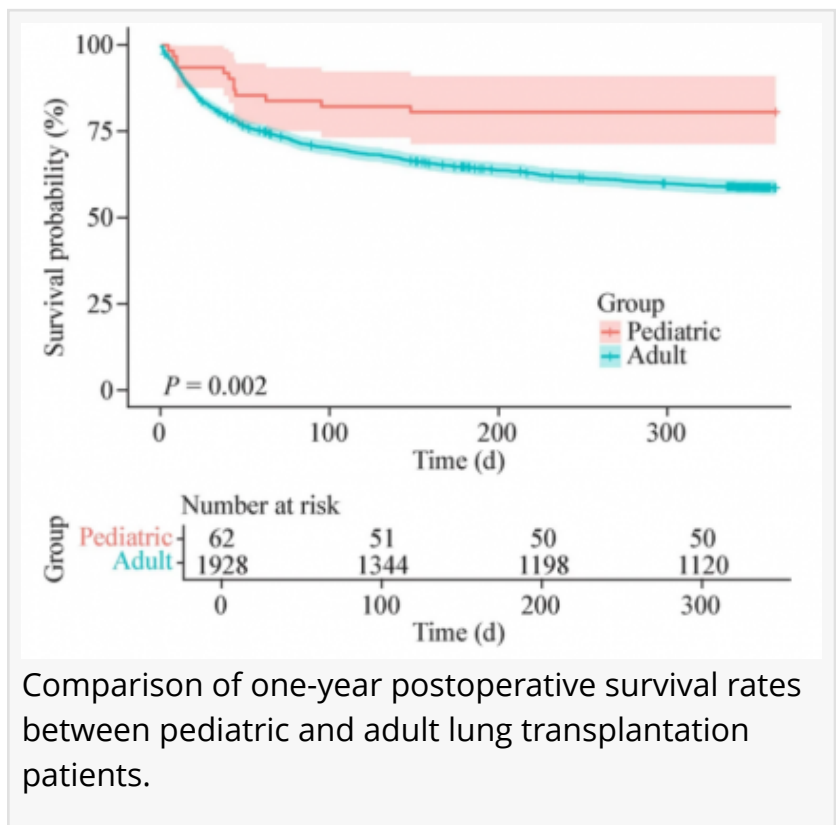 100
75
50
25
0
Survival probability (%)
P = 0.002
Group
Pediatric
Adult
0 100 200 300
Time (d)
Number at risk
Group
Pediatric 62 51 50 50
Adult 1928 1344 1198 1120
0 100 200 300
Time (d)
Comparison of one-year postoperative survival rates
between pediatric and adult lung transplantation
patients.